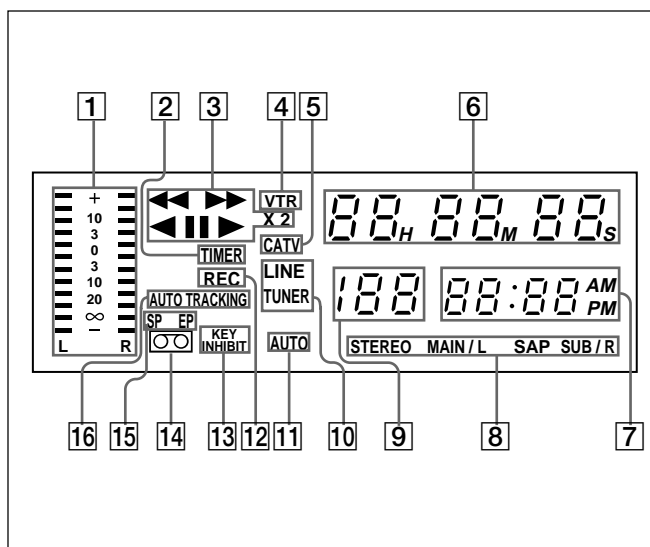 1 2 3 4 5 6
+
10
3
0
3
10
20
∞
−
L R
VTR
X 2
TIMER
CATV
REC
LINE
TUNER
AUTO TRACKING
SP EP
KEY
INHIBIT
AUTO
88H 88M 88S
188 88:88 AM
PM
STEREO MAIN / L SAP SUB / R
16 15 14 13 12 11 10 9 8 7